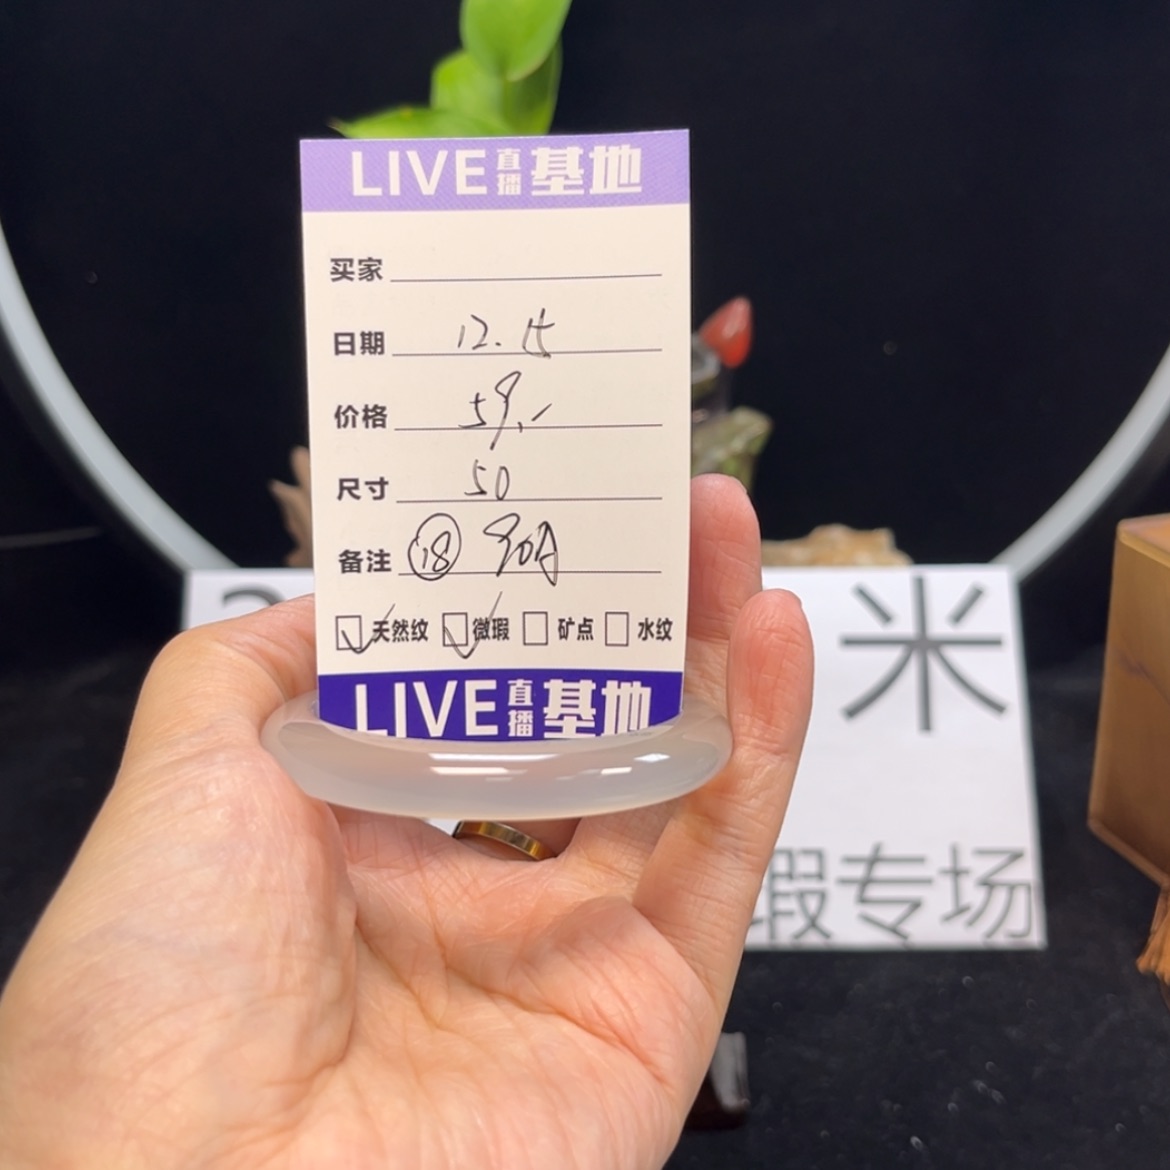 LIVE直播基地
买家
日期 12.15
价格 59.-
尺寸 50
备注 ⑱
天然纹 微瑕 矿点 水纹
LIVE直播基地
米
瑕专场